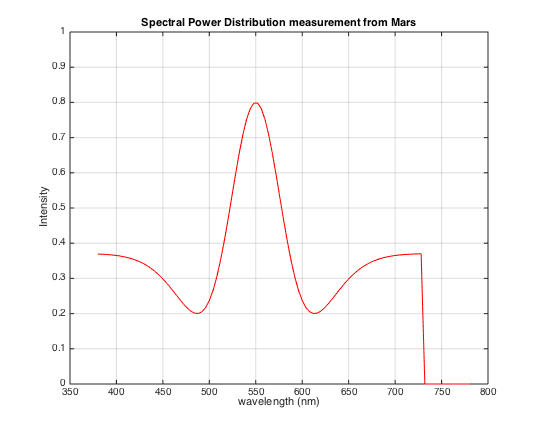 Spectral Power Distribution measurement from Mars
1
0.9
0.8
0.7
0.6
0.5
0.4
0.3
0.2
0.1
0
Intensity
350 400 450 500 550 600 650 700 750 800
wavelength (nm)